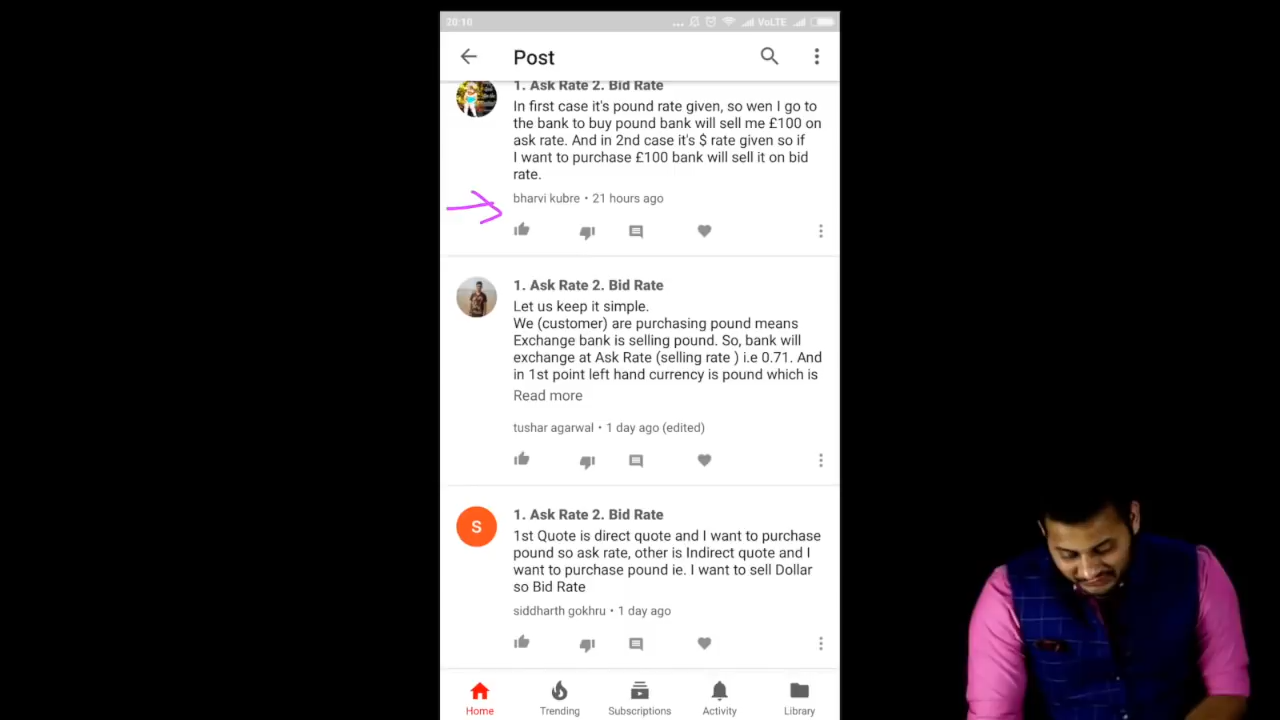 20:10
... VoLTE
Post
1. Ask Rate 2. Bid Rate
In first case it's pound rate given, so wen I go to
the bank to buy pound bank will sell me £100 on
ask rate. And in 2nd case it's $ rate given so if
I want to purchase £100 bank will sell it on bid
rate.
bharvi kubre • 21 hours ago
1. Ask Rate 2. Bid Rate
Let us keep it simple.
We (customer) are purchasing pound means
Exchange bank is selling pound. So, bank will
exchange at Ask Rate (selling rate ) i.e 0.71. And
in 1st point left hand currency is pound which is
Read more
tushar agarwal • 1 day ago (edited)
S
1. Ask Rate 2. Bid Rate
1st Quote is direct quote and I want to purchase
pound so ask rate, other is Indirect quote and I
want to purchase pound ie. I want to sell Dollar
so Bid Rate
siddharth gokhru • 1 day ago
Home Trending Subscriptions Activity Library